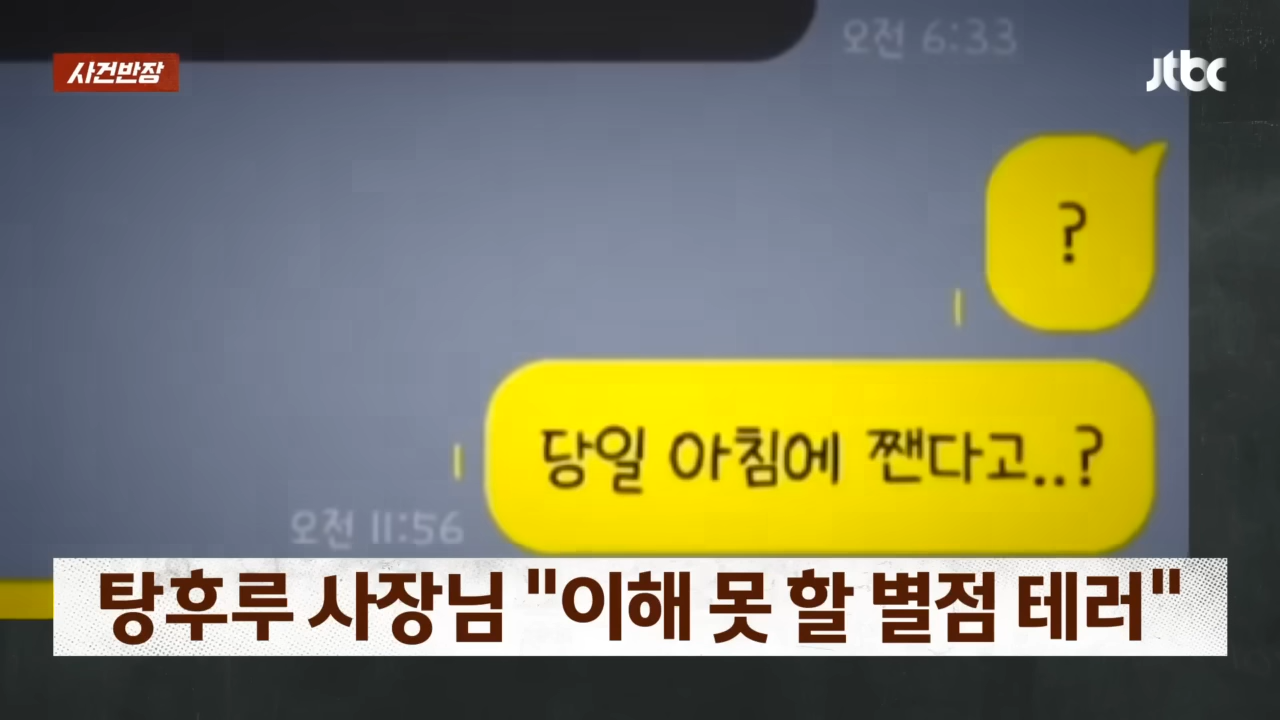 오전 6:33
사건반장
jtbc
?
당일 아침에 짼다고..?
오전 11:56
탕후루 사장님 "이해 못 할 별점 테러"